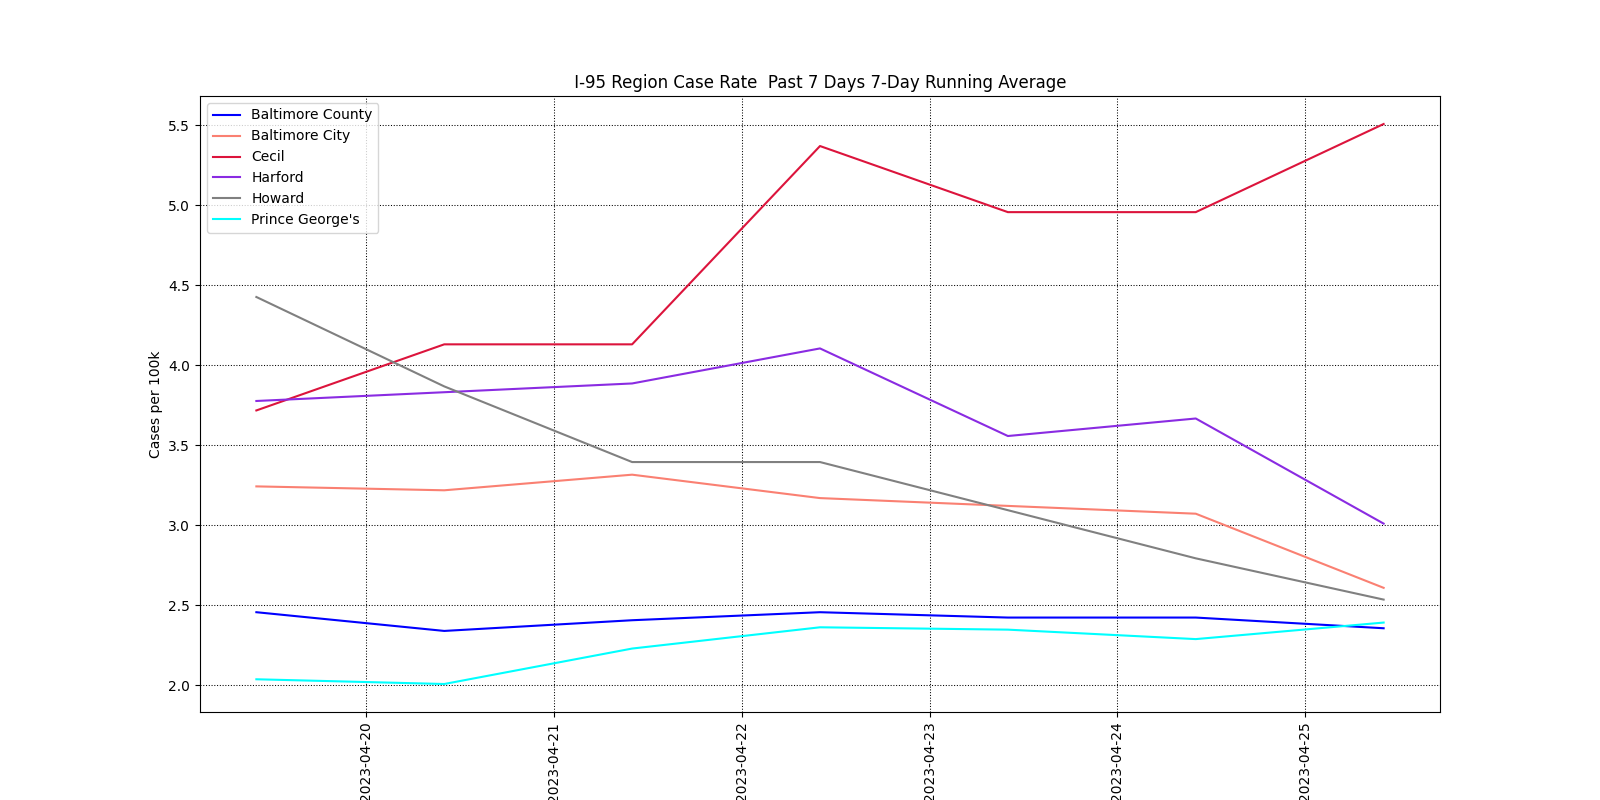 I-95 Region Case Rate  Past 7 Days 7-Day Running Average
Baltimore County
Baltimore City
Cecil
Harford
Howard
Prince George's
Cases per 100k
5.5
5.0
4.5
4.0
3.5
3.0
2.5
2.0
2023-04-20
2023-04-21
2023-04-22
2023-04-23
2023-04-24
2023-04-25